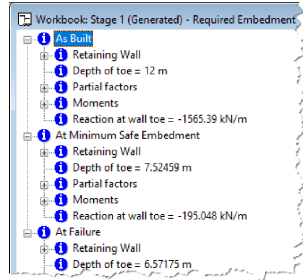 Workbook: Stage 1 (Generated) - Required Embedment
As Built
Retaining Wall
Depth of toe = 12 m
Partial factors
Moments
Reaction at wall toe = -1565.39 kN/m
At Minimum Safe Embedment
Retaining Wall
Depth of toe = 7.52459 m
Partial factors
Moments
Reaction at wall toe = -195.048 kN/m
At Failure
Retaining Wall
Depth of toe = 6.57175 m